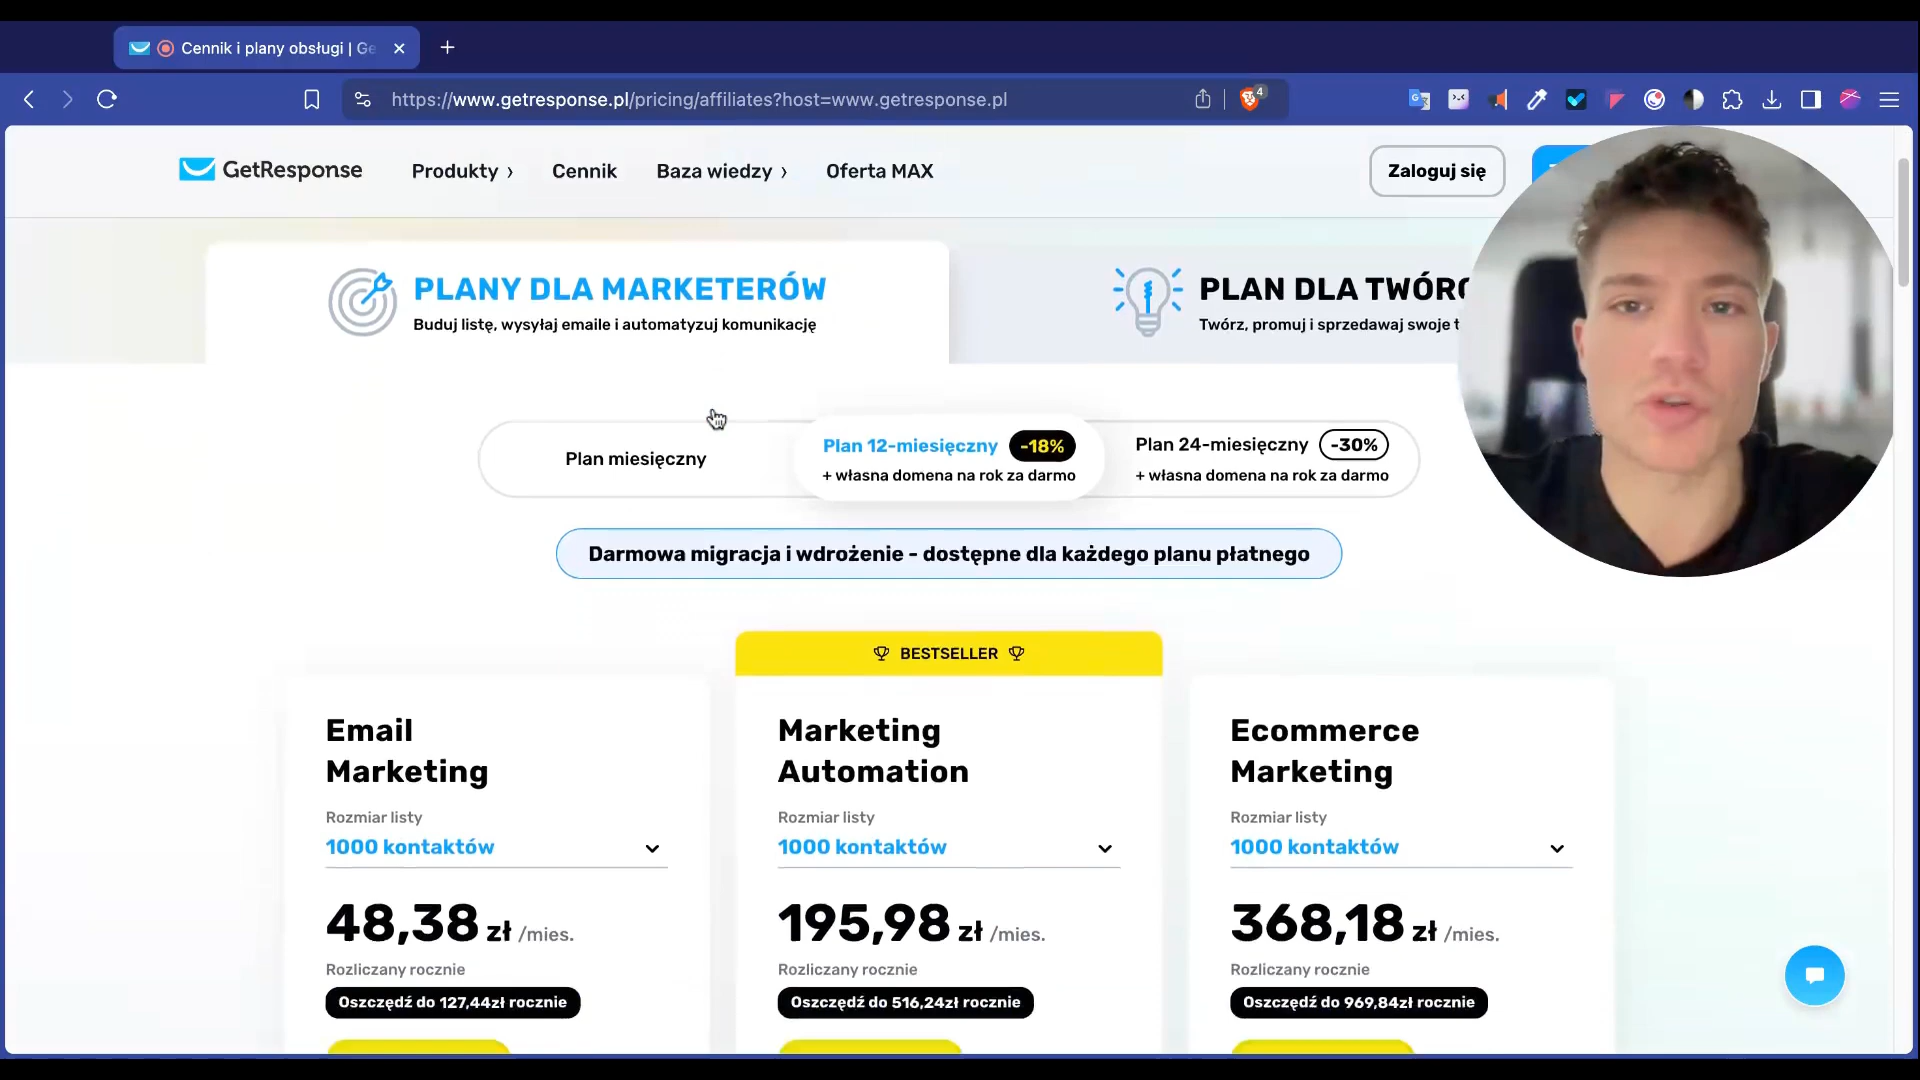 Cennik i plany obsługi | Ge
https://www.getresponse.pl/pricing/affiliates?host=www.getresponse.pl
4
GetResponse
Produkty ›
Cennik
Baza wiedzy ›
Oferta MAX
Zaloguj się
PLANY DLA MARKETERÓW
Buduj listę, wysyłaj emaile i automatyzuj komunikację
PLAN DLA TWÓRC
Twórz, promuj i sprzedawaj swoje t
Plan miesięczny
Plan 12-miesięczny -18%
+ własna domena na rok za darmo
Plan 24-miesięczny -30%
+ własna domena na rok za darmo
Darmowa migracja i wdrożenie - dostępne dla każdego planu płatnego
BESTSELLER
Email
Marketing
Rozmiar listy
1000 kontaktów
48,38 zł /mies.
Rozliczany rocznie
Oszczędź do 127,44zł rocznie
Marketing
Automation
Rozmiar listy
1000 kontaktów
195,98 zł /mies.
Rozliczany rocznie
Oszczędź do 516,24zł rocznie
Ecommerce
Marketing
Rozmiar listy
1000 kontaktów
368,18 zł /mies.
Rozliczany rocznie
Oszczędź do 969,84zł rocznie